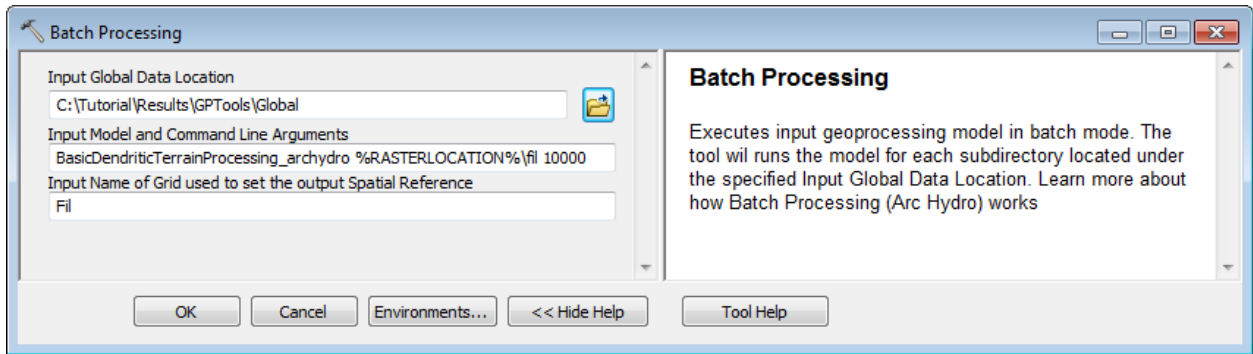 Batch Processing
Input Global Data Location
C:\Tutorial\Results\GPTools\Global
Input Model and Command Line Arguments
BasicDendriticTerrainProcessing_archydro %RASTERLOCATION%\fil 10000
Input Name of Grid used to set the output Spatial Reference
Fil
Batch Processing
Executes input geoprocessing model in batch mode. The
tool wil runs the model for each subdirectory located under
the specified Input Global Data Location. Learn more about
how Batch Processing (Arc Hydro) works
OK
Cancel
Environments...
<< Hide Help
Tool Help